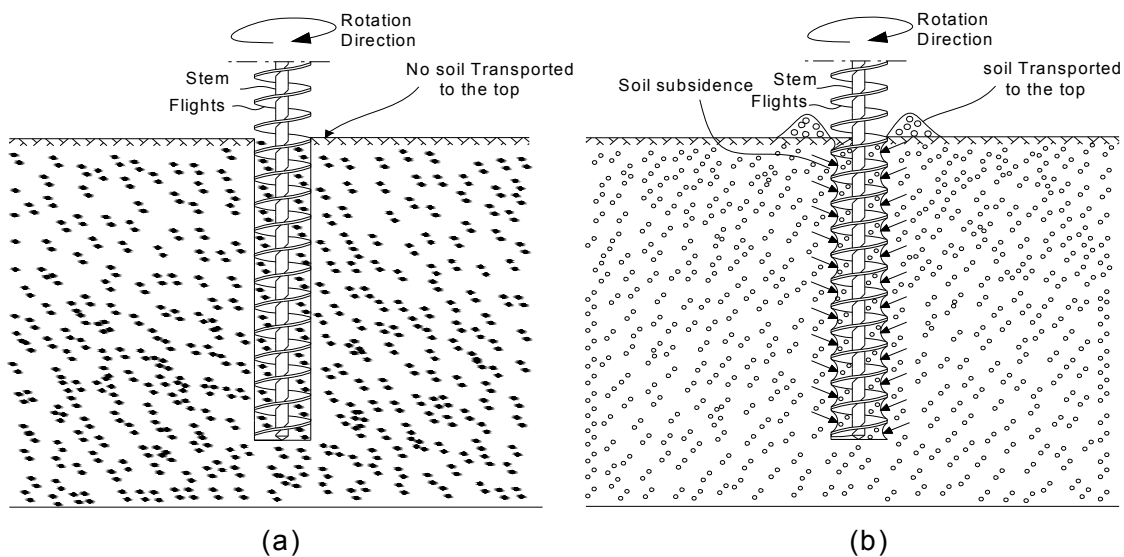 Rotation
Direction
Stem
Flights
No soil Transported
to the top
(a)
Rotation
Direction
Soil subsidence
Stem
Flights
soil Transported
to the top
(b)